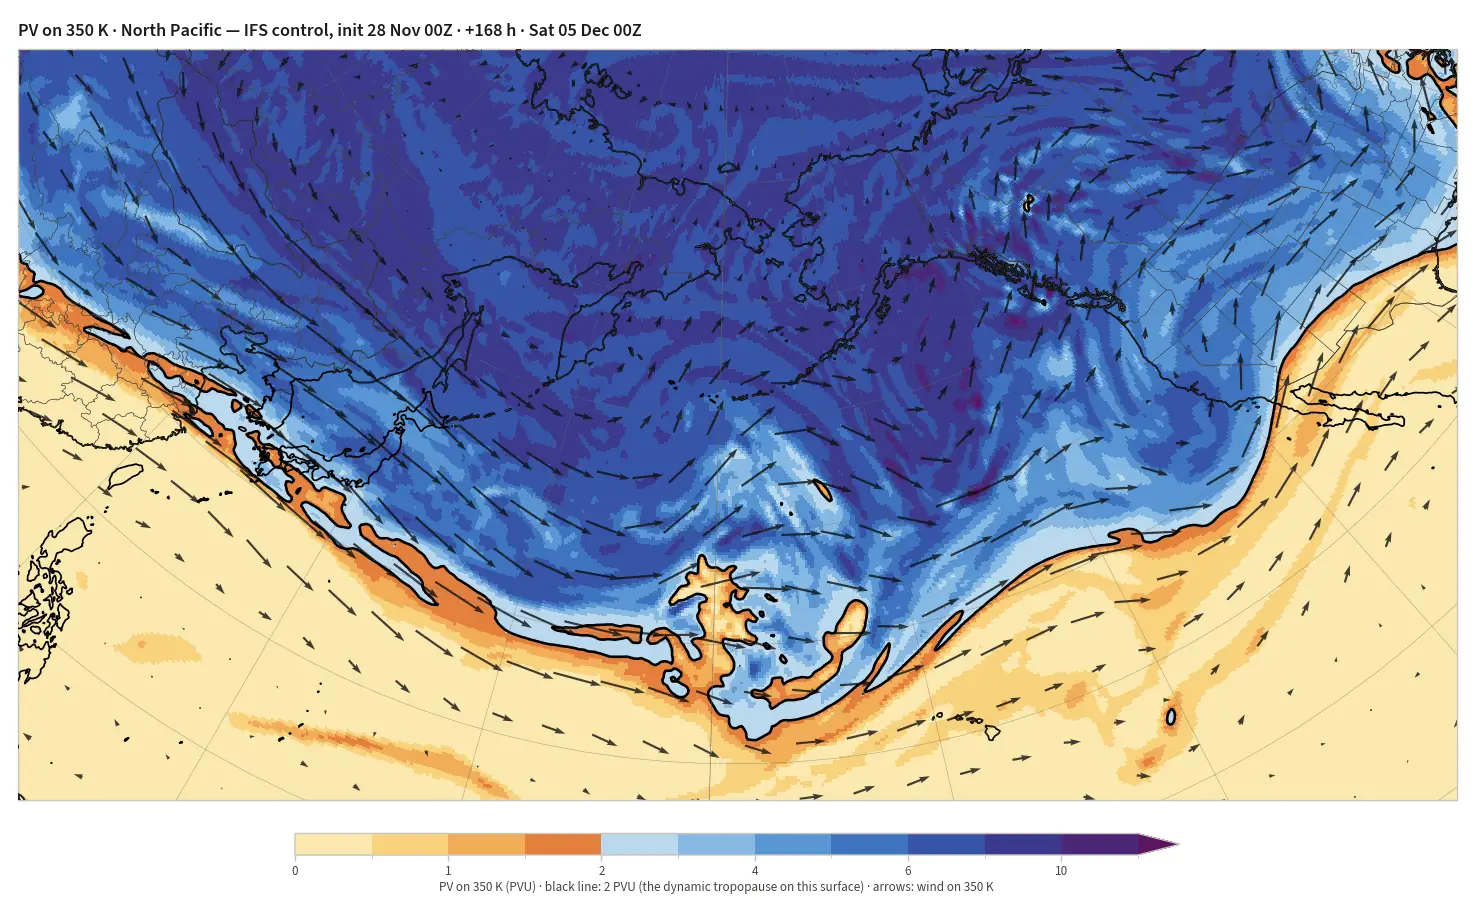 PV on 350 K · North Pacific — IFS control, init 28 Nov 00Z · +168 h · Sat 05 Dec 00Z
0 1 2 4 6 10
PV on 350 K (PVU) · black line: 2 PVU (the dynamic tropopause on this surface) · arrows: wind on 350 K